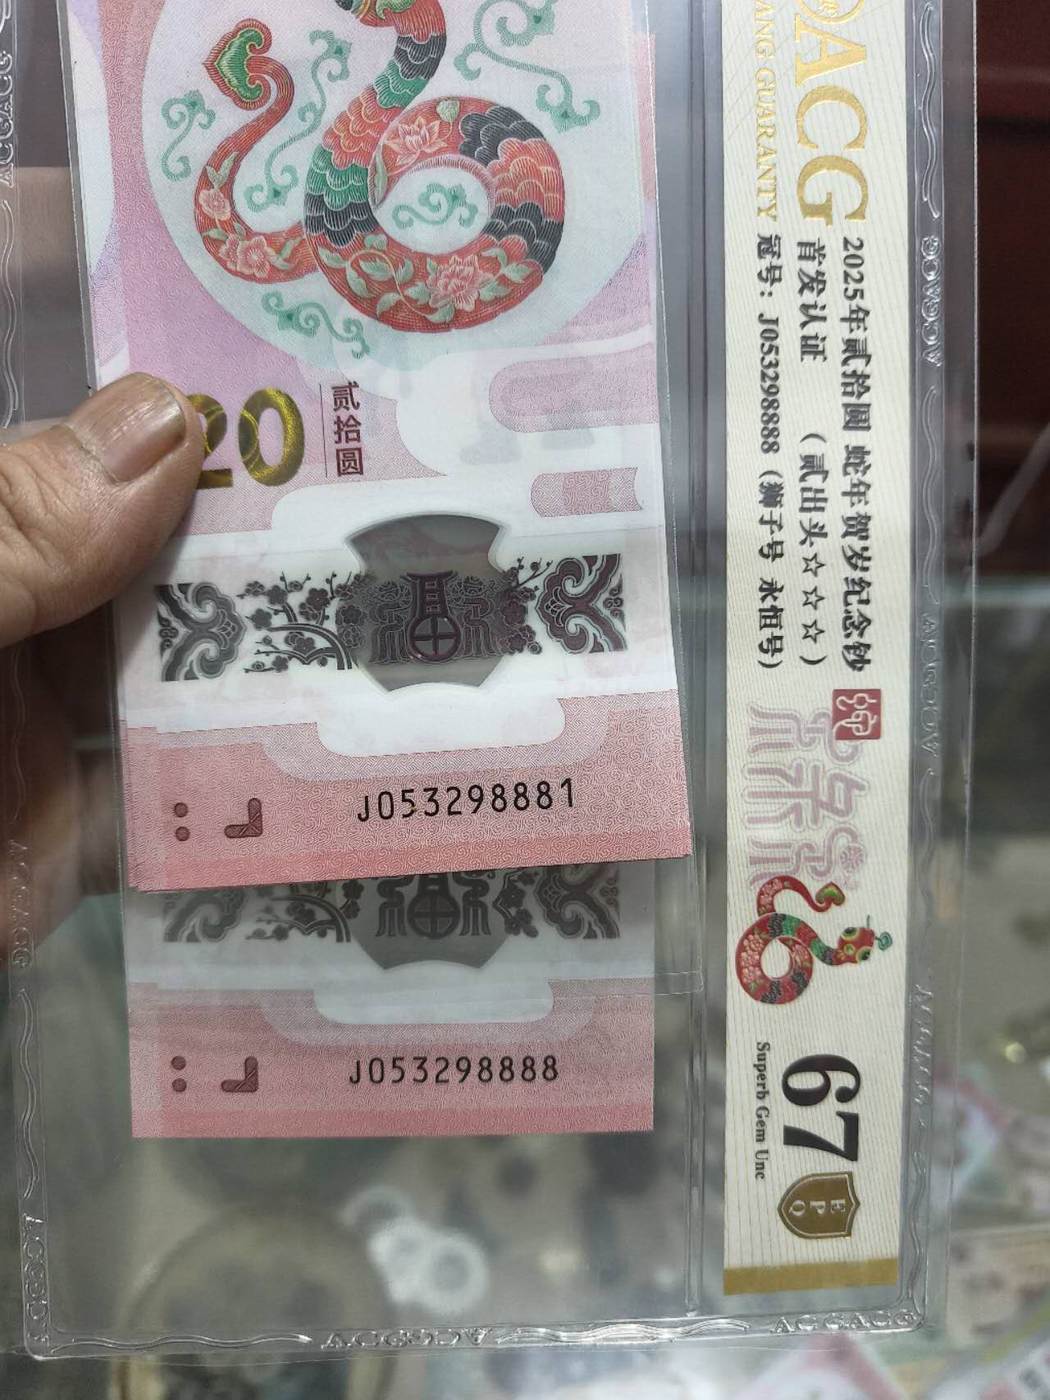 20
贰拾圆
J053298881
J053298888
ACG
ANG GUARANTY
2025年贰拾圆 蛇年贺岁纪念钞
首发认证 (贰出头☆☆☆)
冠号: J053298888 (狮子号 永恒号)
67
EPQ
Superb Gem Unc